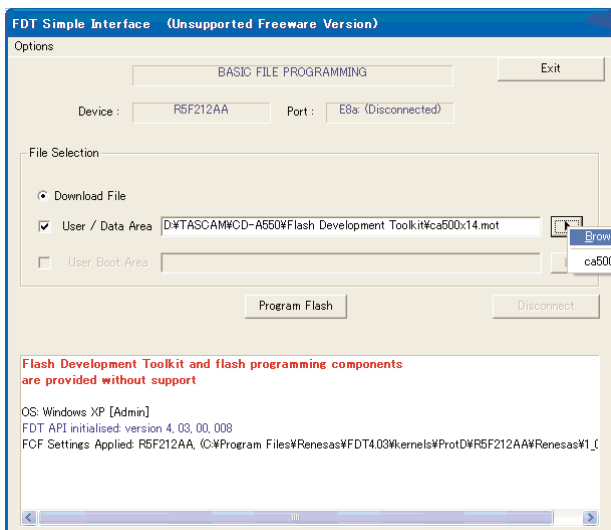 FDT Simple Interface (Unsupported Freeware Version)
Options
BASIC FILE PROGRAMMING
Exit
Device : R5F212AA Port : E8a: (Disconnected)
File Selection
Download File
User / Data Area D:¥TASCAM¥CD-A550¥Flash Development Toolkit¥ca500x14.mot
Brow
User Boot Area
ca500
Program Flash Disconnect
Flash Development Toolkit and flash programming components
are provided without support
OS: Windows XP [Admin]
FDT API initialised: version 4, 03, 00, 008
FCF Settings Applied: R5F212AA, (C:¥Program Files¥Renesas¥FDT4.03¥kernels¥ProtD¥R5F212AA¥Renesas¥1_0